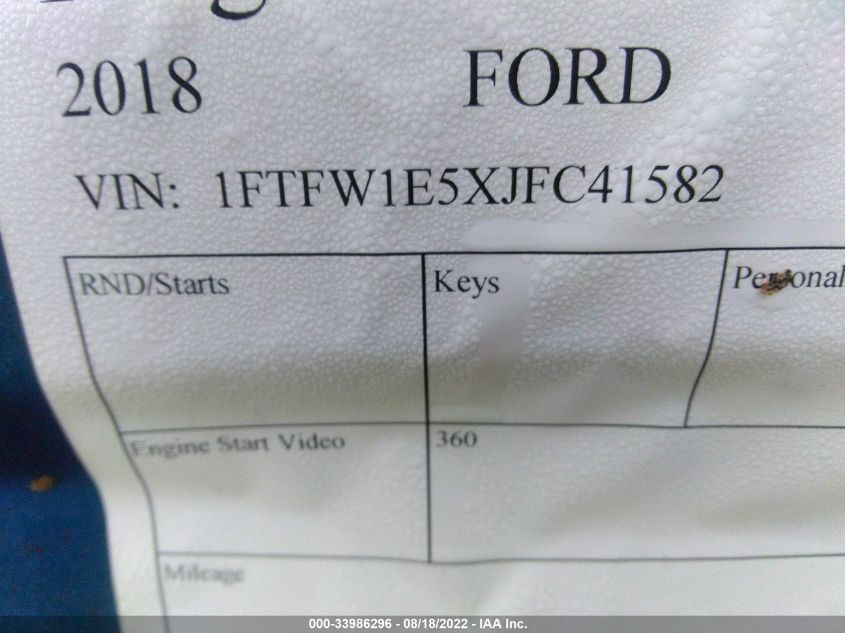 2018 FORD
VIN: 1FTFW1E5XJFC41582
RND/Starts Keys Personal
Engine Start Video 360
Mileage
000-33986296 - 08/18/2022 - IAA Inc.